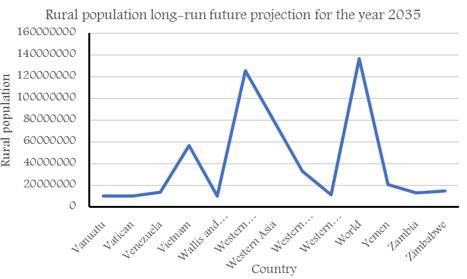 Rural population long-run future projection for the year 2035
160000000
140000000
120000000
100000000
80000000
60000000
40000000
20000000
0
Rural population
Vanuatu
Vatican
Venezuela
Vietnam
Wallis and...
Western...
Western Asia
Western...
Western...
World
Yemen
Zambia
Zimbabwe
Country